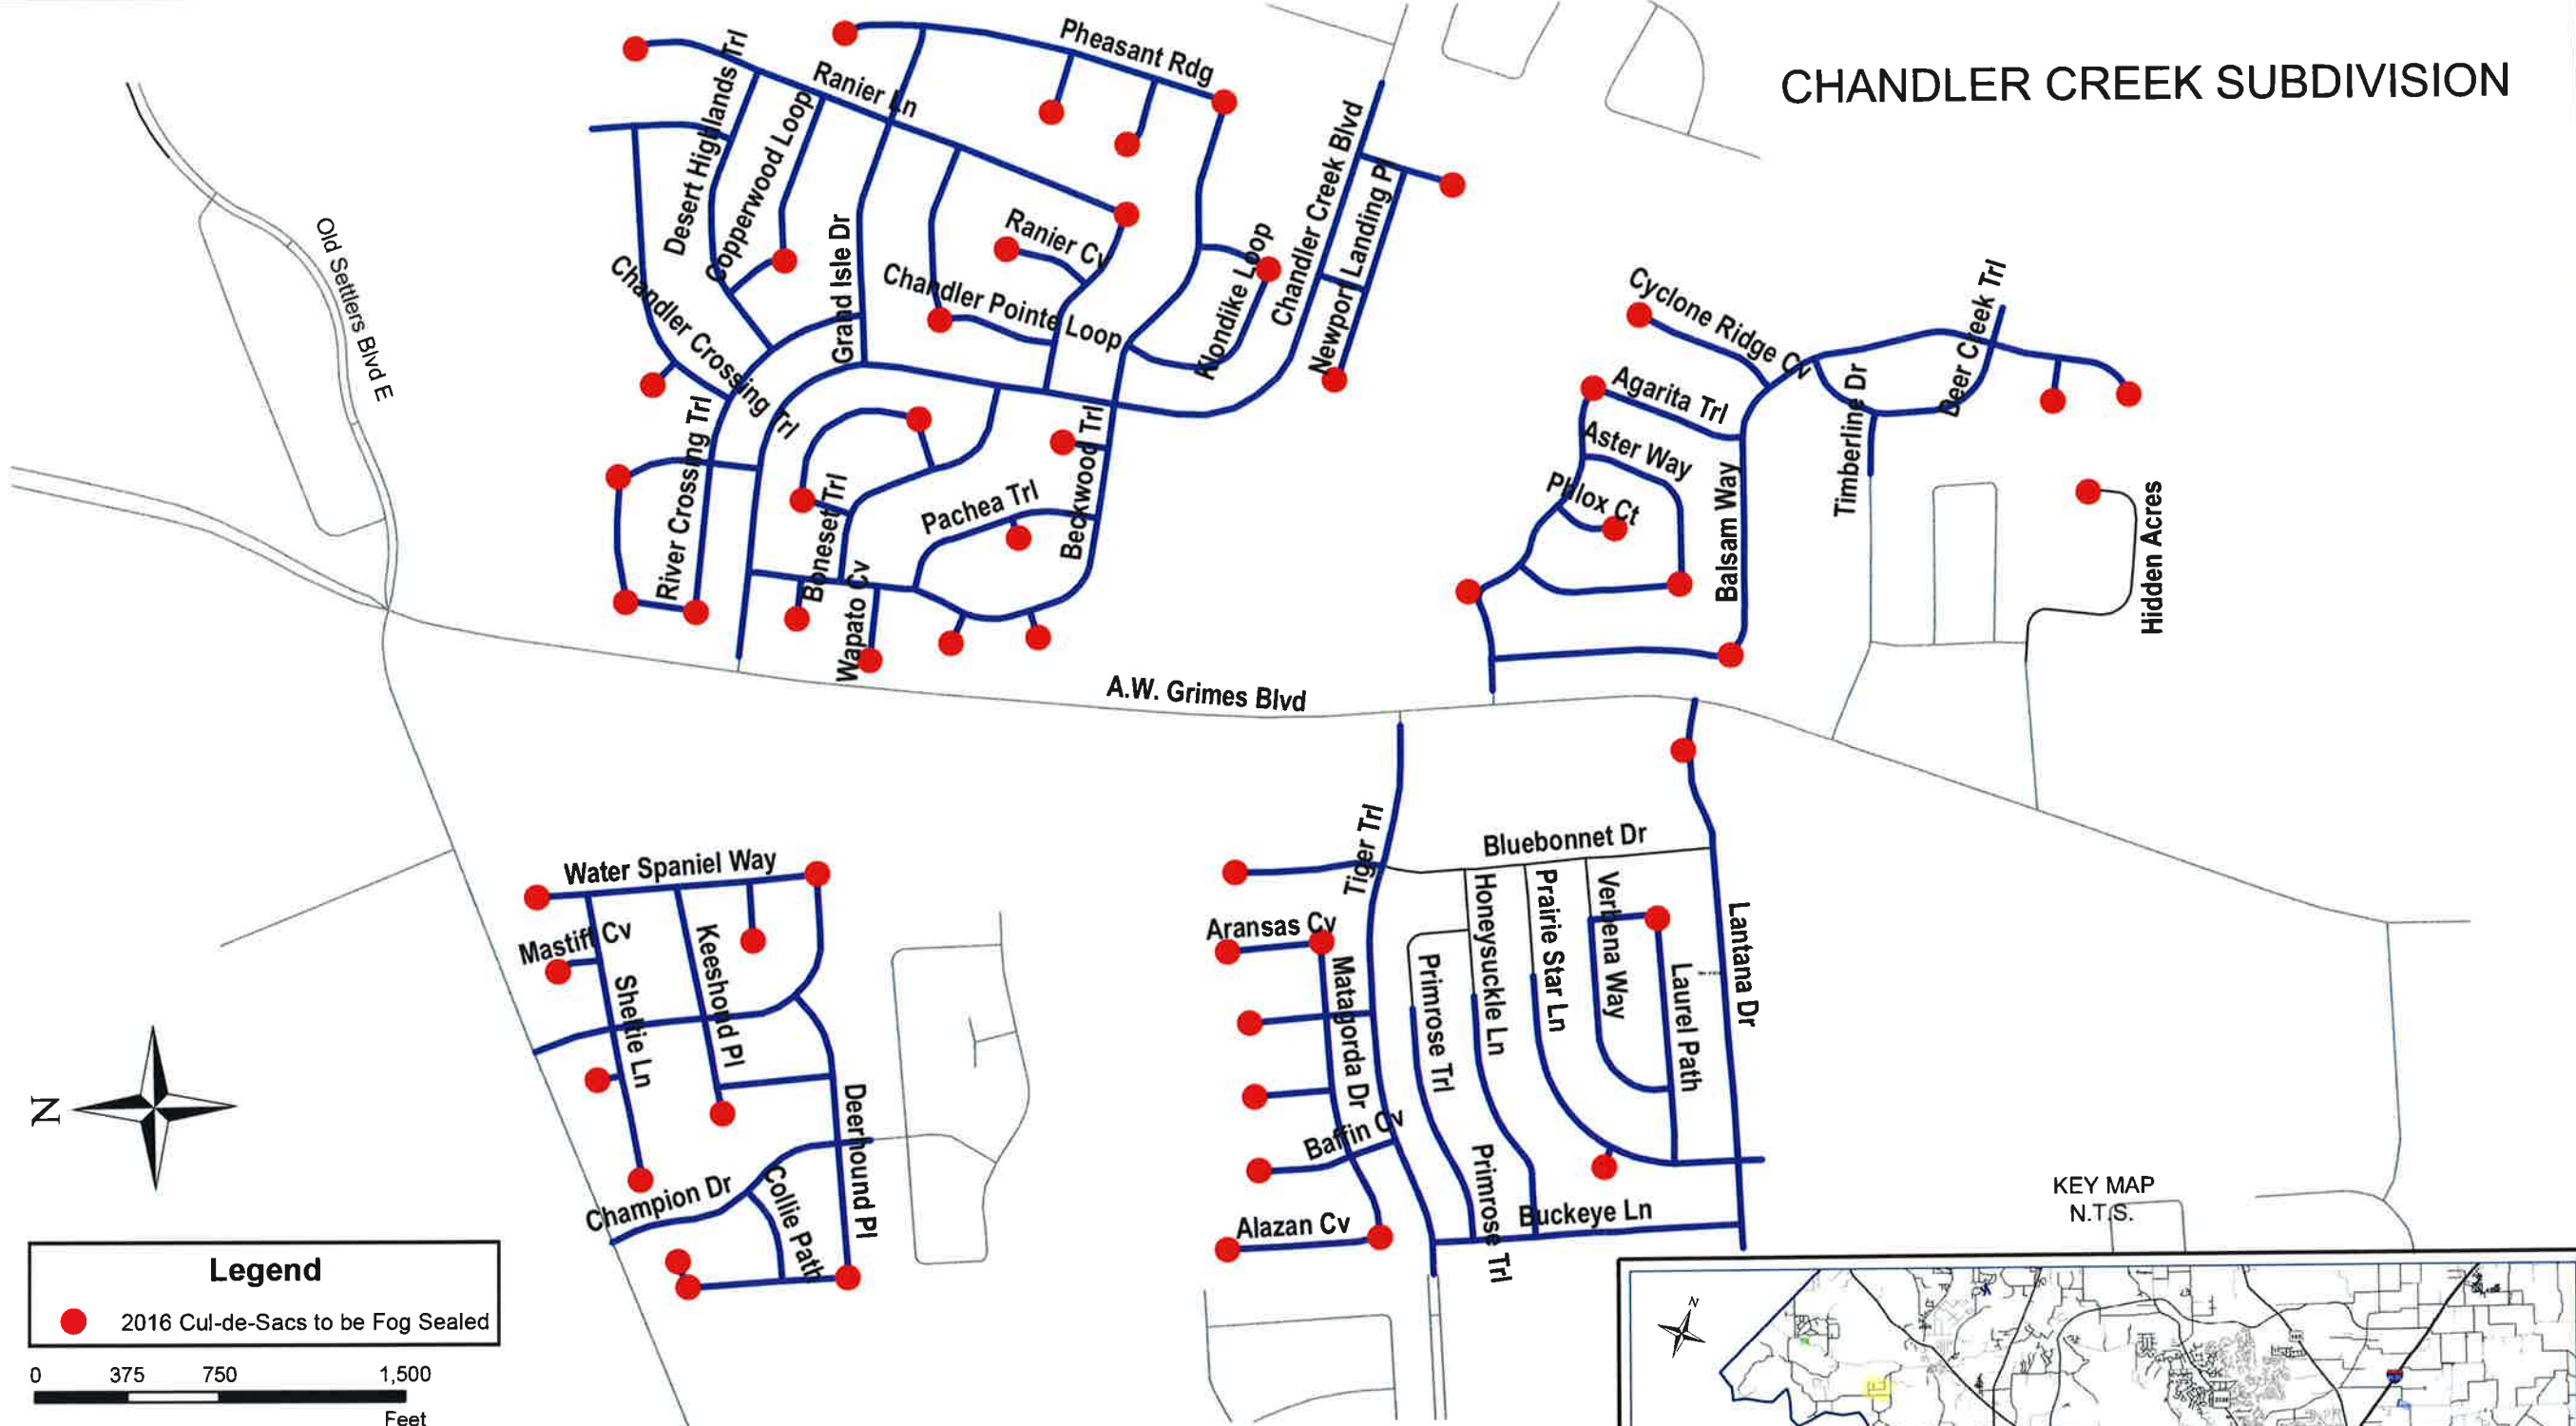 CHANDLER CREEK SUBDIVISION
Pheasant Rdg
Ranier Ln
Desert Highlands Trl
Copperwood Loop
Grand Isle Dr
Ranier Cv
Chandler Pointe Loop
Klondike Loop
Chandler Creek Blvd
Newport Landing Pl
Chandler Crossing Trl
River Crossing Trl
Old Settlers Blvd E
Boneset Trl
Wapato Cv
Pachea Trl
Beckwood Trl
Cyclone Ridge Cv
Agarita Trl
Aster Way
Phlox Ct
Balsam Way
Timberline Dr
Deer Creek Trl
Hidden Acres
A.W. Grimes Blvd
Water Spaniel Way
Mastiff Cv
Sheltie Ln
Keeshond Pl
Deerhound Pl
Champion Dr
Collie Path
Tiger Trl
Bluebonnet Dr
Aransas Cv
Matagorda Dr
Baffin Cv
Alazan Cv
Primrose Trl
Honeysuckle Ln
Prairie Star Ln
Verbena Way
Laurel Path
Lantana Dr
Primrose Trl
Buckeye Ln
N
Legend
2016 Cul-de-Sacs to be Fog Sealed
0 375 750 1,500
Feet
KEY MAP
N.T.S.
N